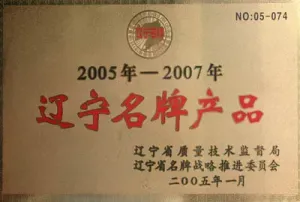 NO:05-074
2005年—2007年
辽宁名牌产品
辽宁省质量技术监督局
辽宁省名牌战略推进委员会
二00五年一月